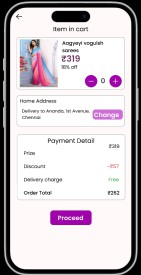 Item in cart
Aagyeyi vogulsh
sarees
₹319
18% off
0
Home Address
Delivery to Ananda, 1st Avenue,
Chennai
Change
Payment Detail
Prize ₹319
Discount -₹57
Delivery charge Free
Order Total ₹262
Proceed